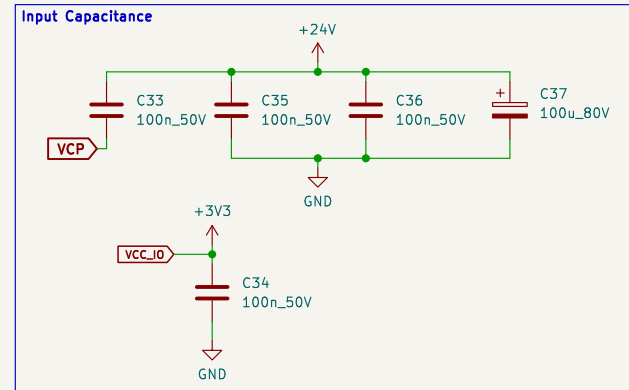 Input Capacitance
+24V
C33
100n_50V
C35
100n_50V
C36
100n_50V
+
C37
100u_80V
VCP
GND
+3V3
VCC_IO
C34
100n_50V
GND